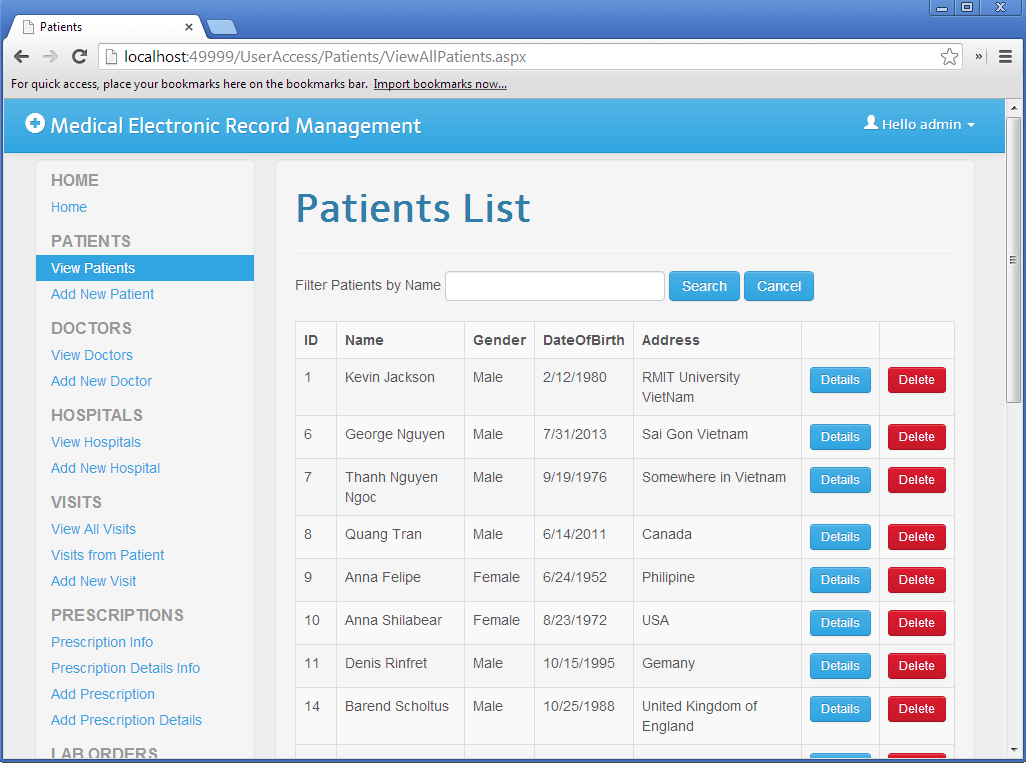 Patients
localhost:49999/UserAccess/Patients/ViewAllPatients.aspx
For quick access, place your bookmarks here on the bookmarks bar. Import bookmarks now...
Medical Electronic Record Management
Hello admin
HOME
Home
PATIENTS
View Patients
Add New Patient
DOCTORS
View Doctors
Add New Doctor
HOSPITALS
View Hospitals
Add New Hospital
VISITS
View All Visits
Visits from Patient
Add New Visit
PRESCRIPTIONS
Prescription Info
Prescription Details Info
Add Prescription
Add Prescription Details
LAB ORDERS
Patients List
Filter Patients by Name Search Cancel
ID Name Gender DateOfBirth Address
1 Kevin Jackson Male 2/12/1980 RMIT University Details Delete
VietNam
6 George Nguyen Male 7/31/2013 Sai Gon Vietnam Details Delete
7 Thanh Nguyen Male 9/19/1976 Somewhere in Vietnam Details Delete
Ngoc
8 Quang Tran Male 6/14/2011 Canada Details Delete
9 Anna Felipe Female 6/24/1952 Philipine Details Delete
10 Anna Shilabear Female 8/23/1972 USA Details Delete
11 Denis Rinfret Male 10/15/1995 Gemany Details Delete
14 Barend Scholtus Male 10/25/1988 United Kingdom of Details Delete
England